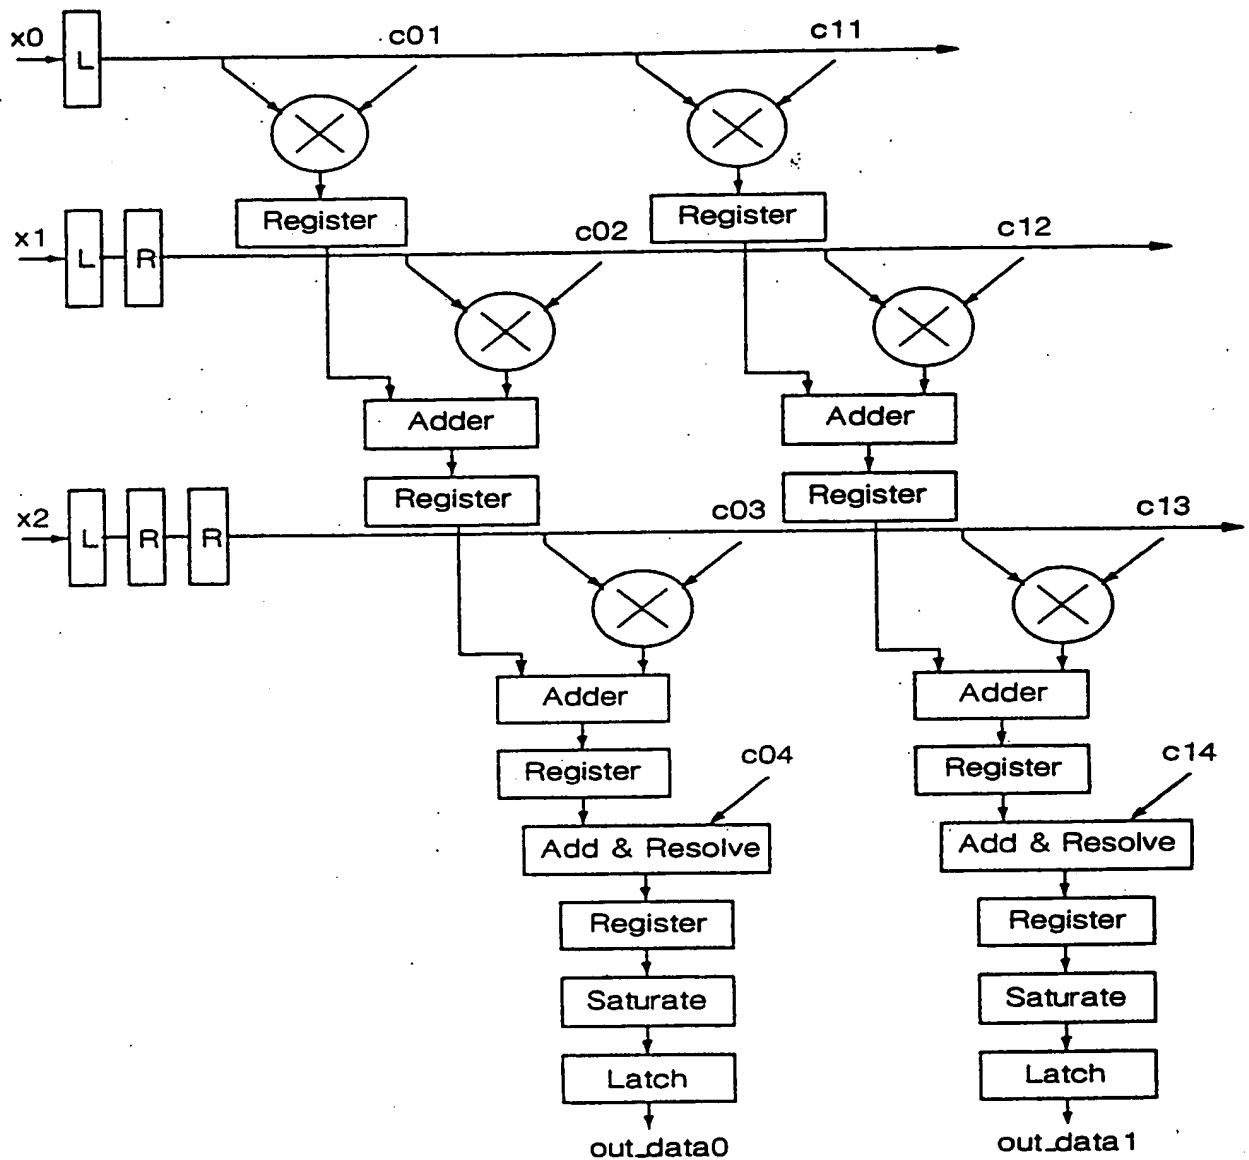 x0 L c01 c11
Register Register
x1 L R c02 c12
Adder Adder
Register Register
x2 L R R c03 c13
Adder Adder
Register Register
c04 c14
Add & Resolve Add & Resolve
Register Register
Saturate Saturate
Latch Latch
out_data0 out_data1